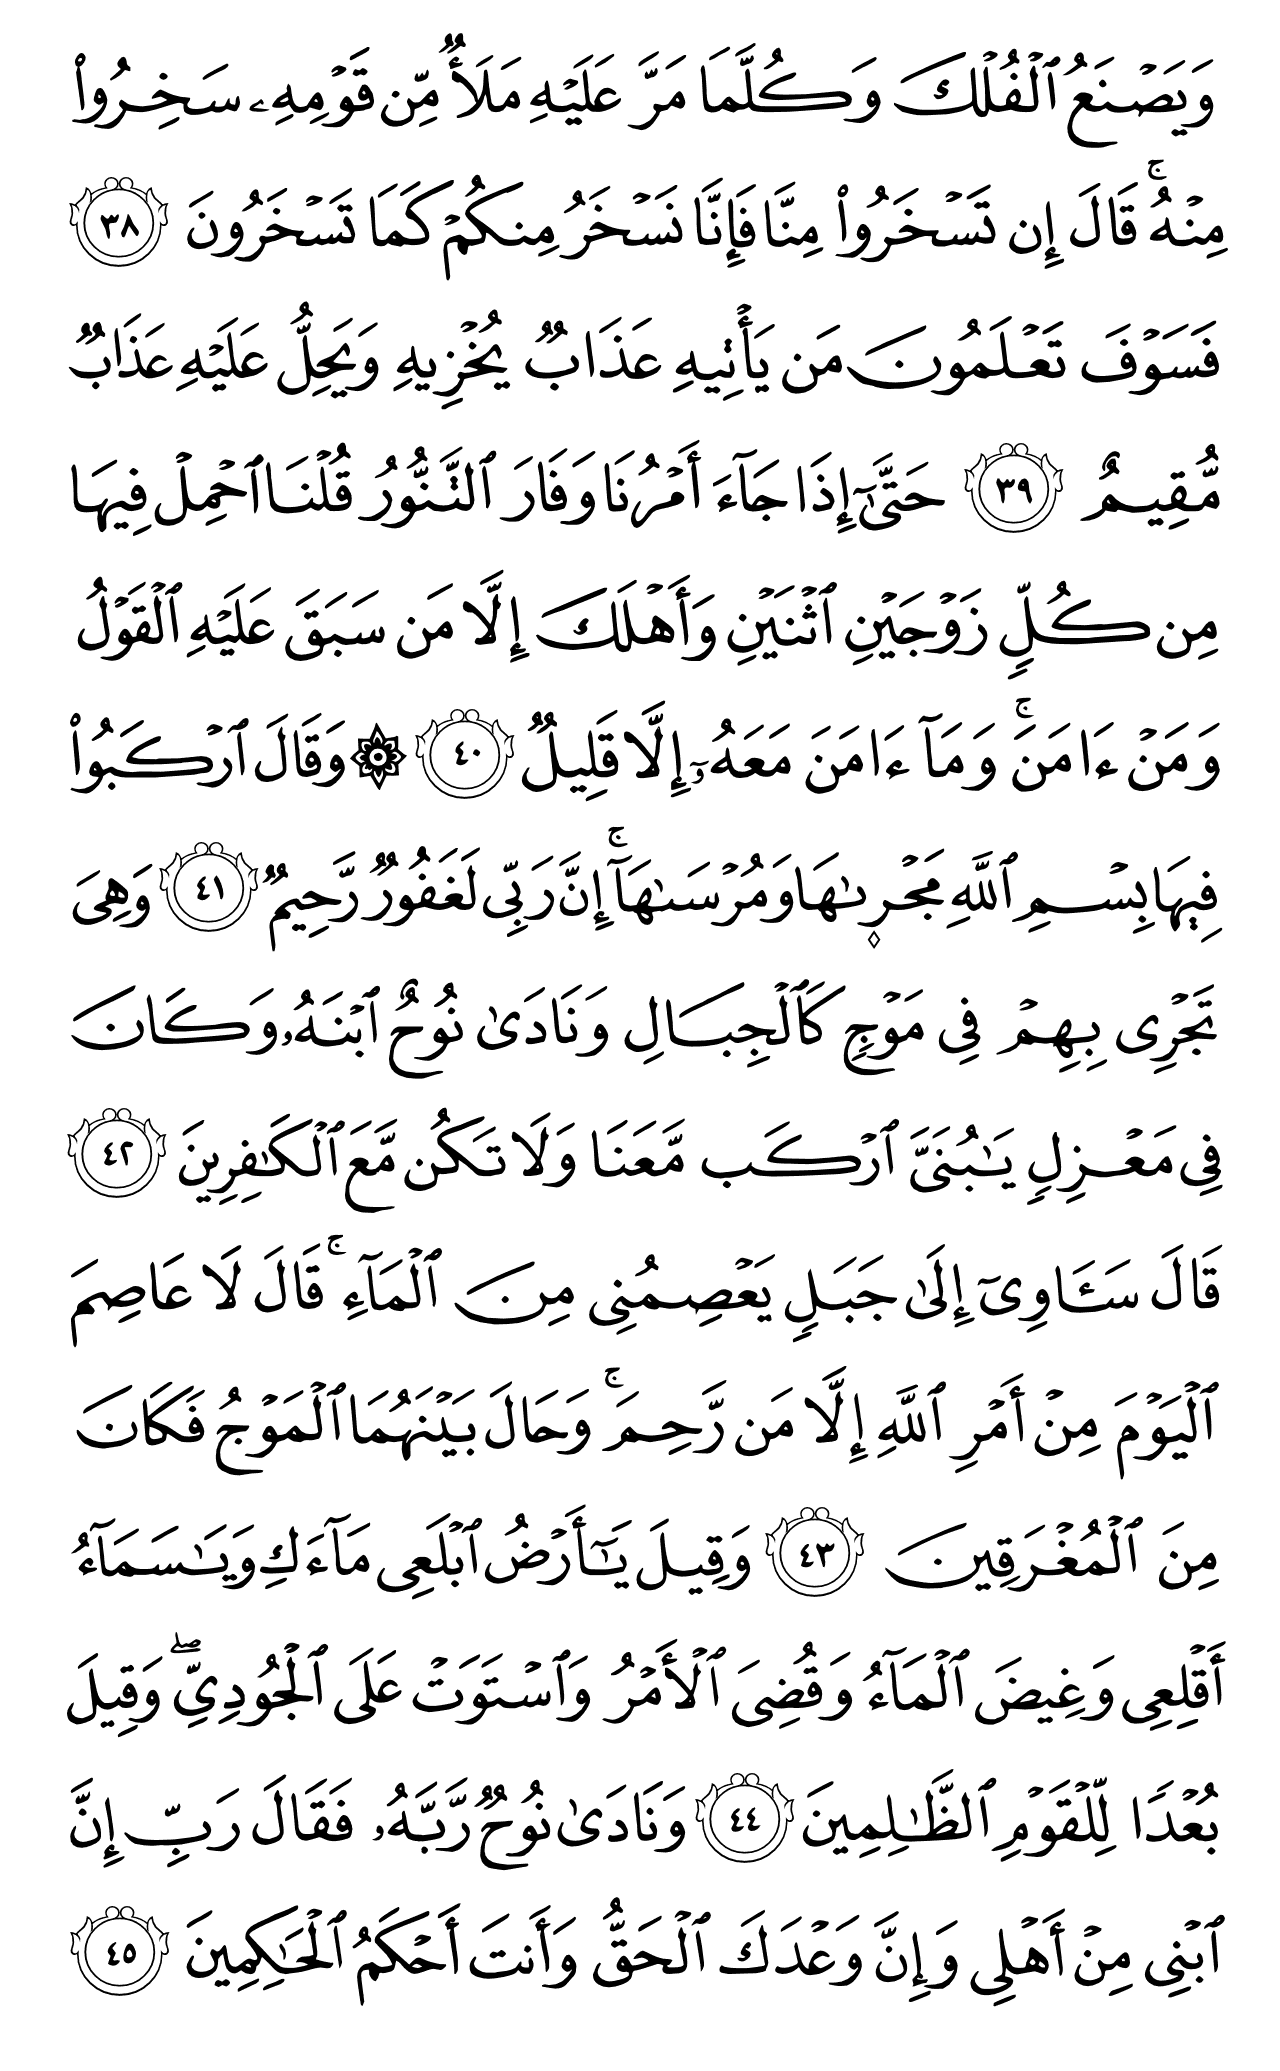 وَيَصْنَعُ ٱلْفُلْكَ وَكُلَّمَا مَرَّ عَلَيْهِ مَلَأٌ مِّن قَوْمِهِۦ سَخِرُوا۟
مِنْهُ ۚ قَالَ إِن تَسْخَرُوا۟ مِنَّا فَإِنَّا نَسْخَرُ مِنكُمْ كَمَا تَسْخَرُونَ ٣٨
فَسَوْفَ تَعْلَمُونَ مَن يَأْتِيهِ عَذَابٌ يُخْزِيهِ وَيَحِلُّ عَلَيْهِ عَذَابٌ
مُّقِيمٌ ٣٩ حَتَّىٰٓ إِذَا جَآءَ أَمْرُنَا وَفَارَ ٱلتَّنُّورُ قُلْنَا ٱحْمِلْ فِيهَا
مِن كُلٍّ زَوْجَيْنِ ٱثْنَيْنِ وَأَهْلَكَ إِلَّا مَن سَبَقَ عَلَيْهِ ٱلْقَوْلُ
وَمَنْ ءَامَنَ ۚ وَمَآ ءَامَنَ مَعَهُۥٓ إِلَّا قَلِيلٌ ٤٠ ۞ وَقَالَ ٱرْكَبُوا۟
فِيهَا بِسْمِ ٱللَّهِ مَجْر۪ىٰهَا وَمُرْسَىٰهَآ ۚ إِنَّ رَبِّى لَغَفُورٌ رَّحِيمٌ ٤١ وَهِىَ
تَجْرِى بِهِمْ فِى مَوْجٍ كَٱلْجِبَالِ وَنَادَىٰ نُوحٌ ٱبْنَهُۥ وَكَانَ
فِى مَعْزِلٍ يَـٰبُنَىَّ ٱرْكَب مَّعَنَا وَلَا تَكُن مَّعَ ٱلْكَـٰفِرِينَ ٤٢
قَالَ سَـَٔاوِىٓ إِلَىٰ جَبَلٍ يَعْصِمُنِى مِنَ ٱلْمَآءِ ۚ قَالَ لَا عَاصِمَ
ٱلْيَوْمَ مِنْ أَمْرِ ٱللَّهِ إِلَّا مَن رَّحِمَ ۚ وَحَالَ بَيْنَهُمَا ٱلْمَوْجُ فَكَانَ
مِنَ ٱلْمُغْرَقِينَ ٤٣ وَقِيلَ يَـٰٓأَرْضُ ٱبْلَعِى مَآءَكِ وَيَـٰسَمَآءُ
أَقْلِعِى وَغِيضَ ٱلْمَآءُ وَقُضِىَ ٱلْأَمْرُ وَٱسْتَوَتْ عَلَى ٱلْجُودِىِّ ۖ وَقِيلَ
بُعْدًا لِّلْقَوْمِ ٱلظَّـٰلِمِينَ ٤٤ وَنَادَىٰ نُوحٌ رَّبَّهُۥ فَقَالَ رَبِّ إِنَّ
ٱبْنِى مِنْ أَهْلِى وَإِنَّ وَعْدَكَ ٱلْحَقُّ وَأَنتَ أَحْكَمُ ٱلْحَـٰكِمِينَ ٤٥